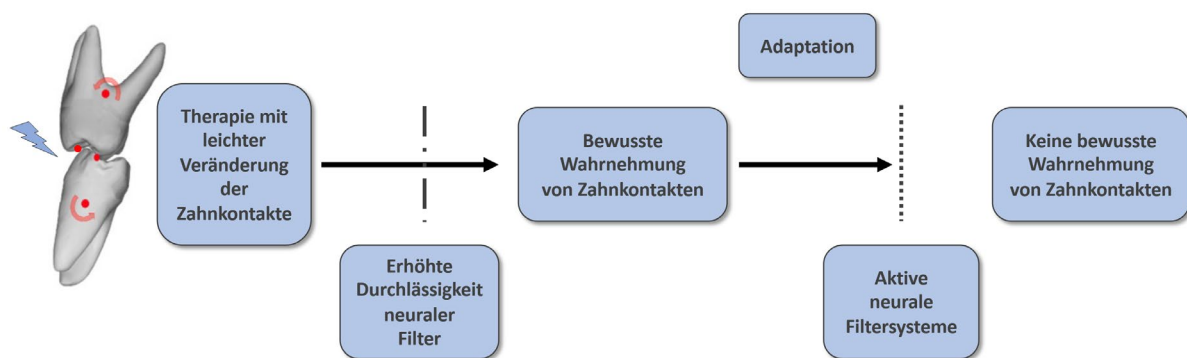 Therapie mit
leichter
Veränderung
der
Zahnkontakte
Erhöhte
Durchlässigkeit
neuraler
Filter
Bewusste
Wahrnehmung
von Zahnkontakten
Adaptation
Aktive
neurale
Filtersysteme
Keine bewusste
Wahrnehmung
von Zahnkontakten